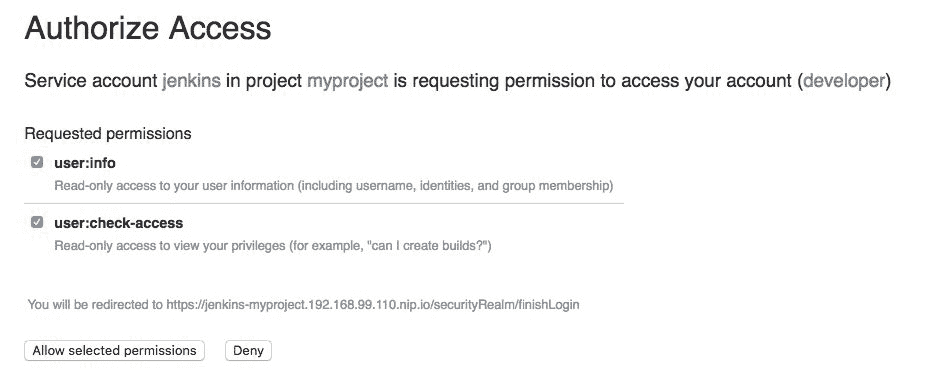 Authorize Access
Service account jenkins in project myproject is requesting permission to access your account (developer)
Requested permissions
user:info
Read-only access to your user information (including username, identities, and group membership)
user:check-access
Read-only access to view your privileges (for example, "can I create builds?")
You will be redirected to https://jenkins-myproject.192.168.99.110.nip.io/securityRealm/finishLogin
Allow selected permissions Deny